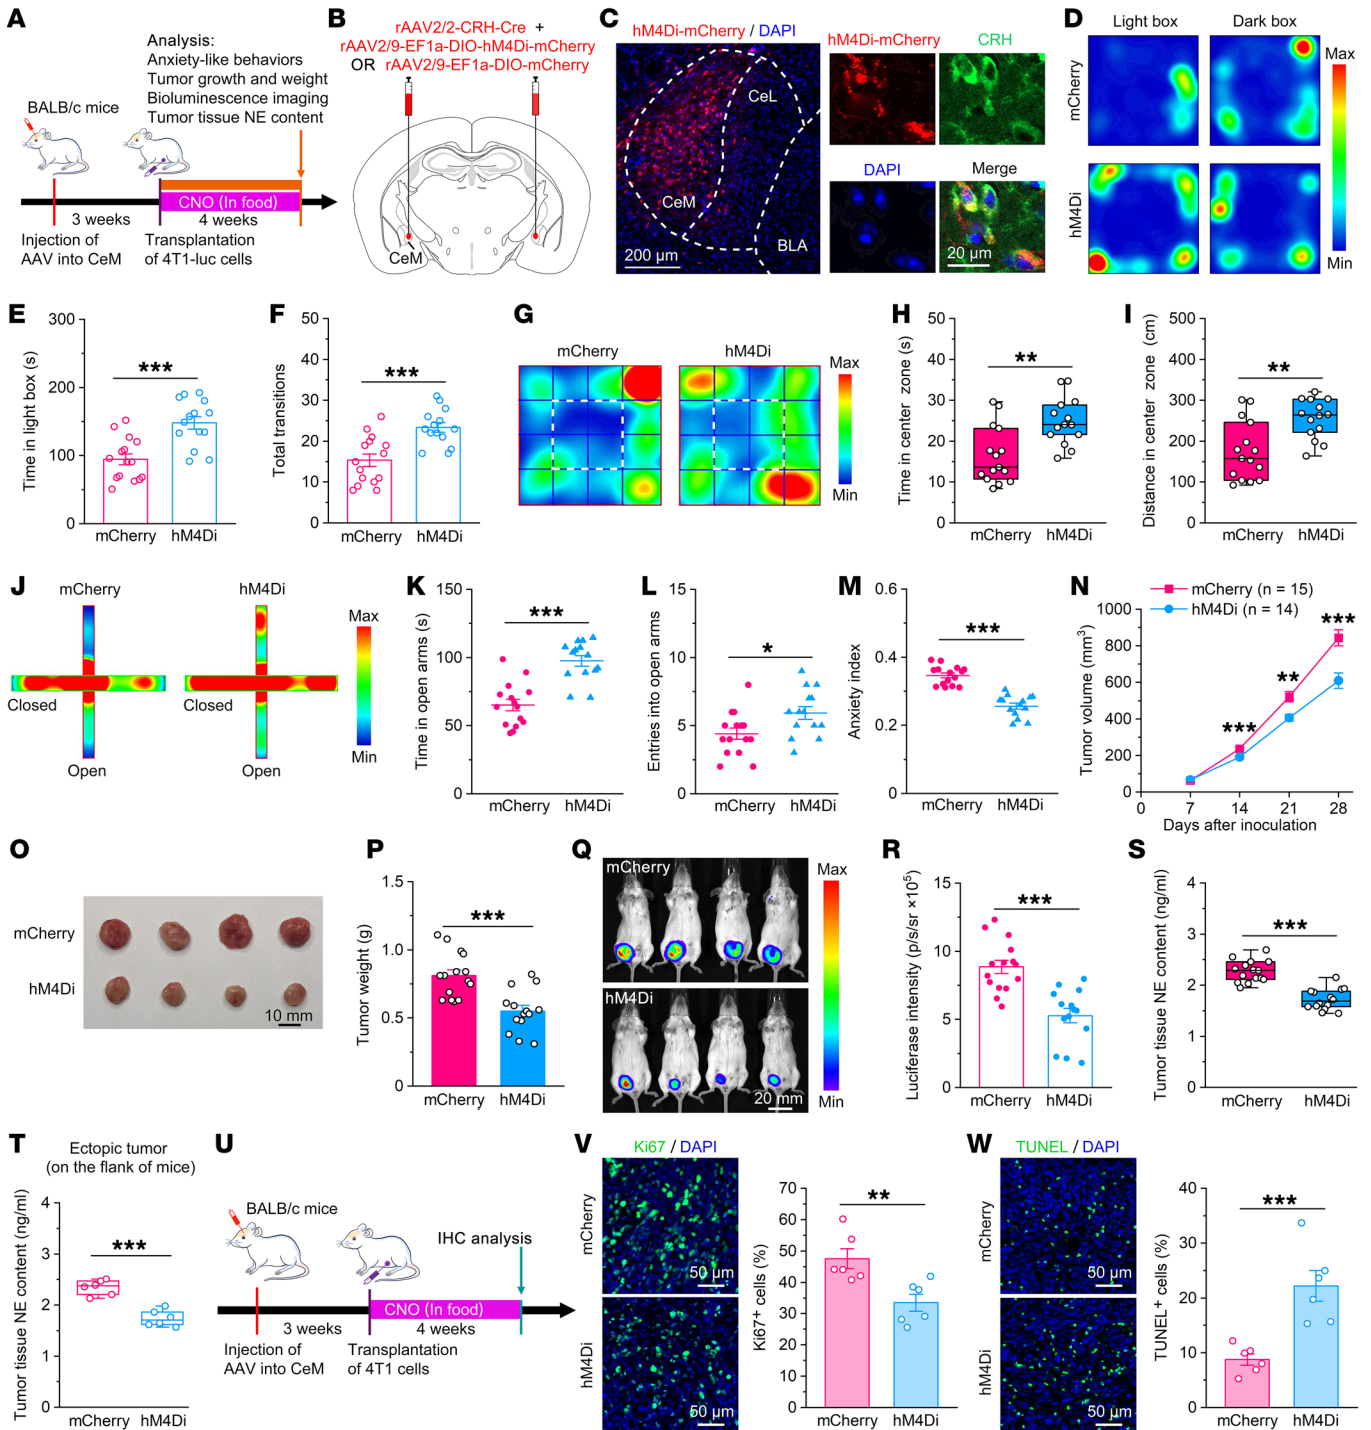 A
Analysis:
Anxiety-like behaviors
Tumor growth and weight
Bioluminescence imaging
Tumor tissue NE content
BALB/c mice
CNO (In food)
3 weeks
4 weeks
Injection of
AAV into CeM
Transplantation
of 4T1-luc cells
B
rAAV2/2-CRH-Cre +
rAAV2/9-EF1a-DIO-hM4Di-mCherry
OR rAAV2/9-EF1a-DIO-mCherry
CeM
C
hM4Di-mCherry / DAPI
CeL
CeM
BLA
200 µm
hM4Di-mCherry
CRH
DAPI
Merge
20 µm
D
Light box
Dark box
mCherry
hM4Di
Max
Min
E
Time in light box (s)
300
200
100
0
***
mCherry
hM4Di
F
Total transitions
50
40
30
20
10
0
***
mCherry
hM4Di
G
mCherry
hM4Di
Max
Min
H
Time in center zone (s)
50
40
30
20
10
0
**
mCherry
hM4Di
I
Distance in center zone (cm)
500
400
300
200
100
0
**
mCherry
hM4Di
J
mCherry
hM4Di
Closed
Closed
Open
Open
Max
Min
K
Time in open arms (s)
150
100
50
0
***
mCherry
hM4Di
L
Entries into open arms
15
10
5
0
*
mCherry
hM4Di
M
Anxiety index
0.6
0.4
0.2
0
***
mCherry
hM4Di
N
mCherry (n = 15)
hM4Di (n = 14)
Tumor volume (mm³)
1000
800
600
400
200
0
***
**
***
0
7
14
21
28
Days after inoculation
O
mCherry
hM4Di
10 mm
P
Tumor weight (g)
1.5
1.0
0.5
0
***
mCherry
hM4Di
Q
mCherry
hM4Di
20 mm
Max
Min
R
Luciferase intensity (p/s/sr ×10⁵)
15
10
5
0
***
mCherry
hM4Di
S
Tumor tissue NE content (ng/ml)
4
3
2
1
0
***
mCherry
hM4Di
T
Ectopic tumor
(on the flank of mice)
Tumor tissue NE content (ng/ml)
4
3
2
1
0
***
mCherry
hM4Di
U
BALB/c mice
IHC analysis
CNO (In food)
3 weeks
4 weeks
Injection of
AAV into CeM
Transplantation
of 4T1 cells
V
Ki67 / DAPI
mCherry
50 µm
hM4Di
50 µm
Ki67+ cells (%)
70
60
50
40
30
20
10
0
**
mCherry
hM4Di
W
TUNEL / DAPI
mCherry
50 µm
hM4Di
50 µm
TUNEL⁺ cells (%)
40
30
20
10
0
***
mCherry
hM4Di